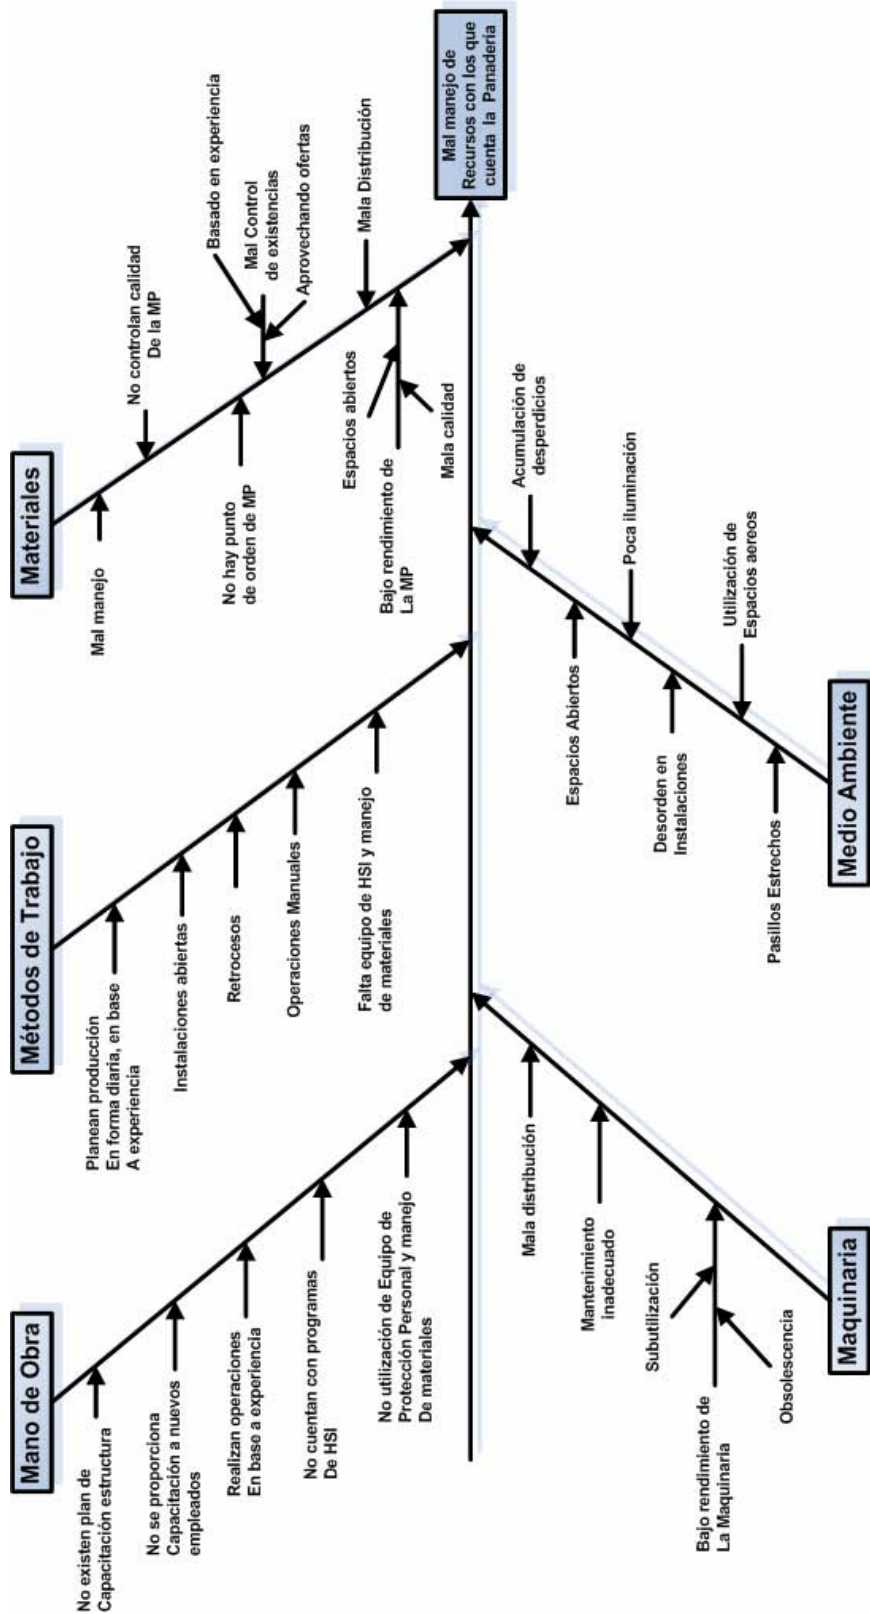 Mano de Obra
No existen plan de
Capacitación estructura
No se proporciona
Capacitación a nuevos
empleados
Realizan operaciones
En base a experiencia
No cuentan con programas
De HSI
No utilización de Equipo de
Protección Personal y manejo
De materiales
Métodos de Trabajo
Planean producción
En forma diaria, en base
A experiencia
Instalaciones abiertas
Retrocesos
Operaciones Manuales
Falta equipo de HSI y manejo
de materiales
Materiales
Mal manejo
No controlan calidad
De la MP
No hay punto
de orden de MP
Basado en experiencia
Mal Control
de existencias
Aprovechando ofertas
Mala Distribución
Espacios abiertos
Bajo rendimiento de
La MP
Mala calidad
Mal manejo de
Recursos con los que
cuenta la Panadería
Mala distribución
Mantenimiento
inadecuado
Subutilización
Bajo rendimiento de
La Maquinaria
Obsolescencia
Maquinaria
Acumulación de
desperdicios
Espacios Abiertos
Poca iluminación
Desorden en
Instalaciones
Utilización de
Espacios aereos
Pasillos Estrechos
Medio Ambiente